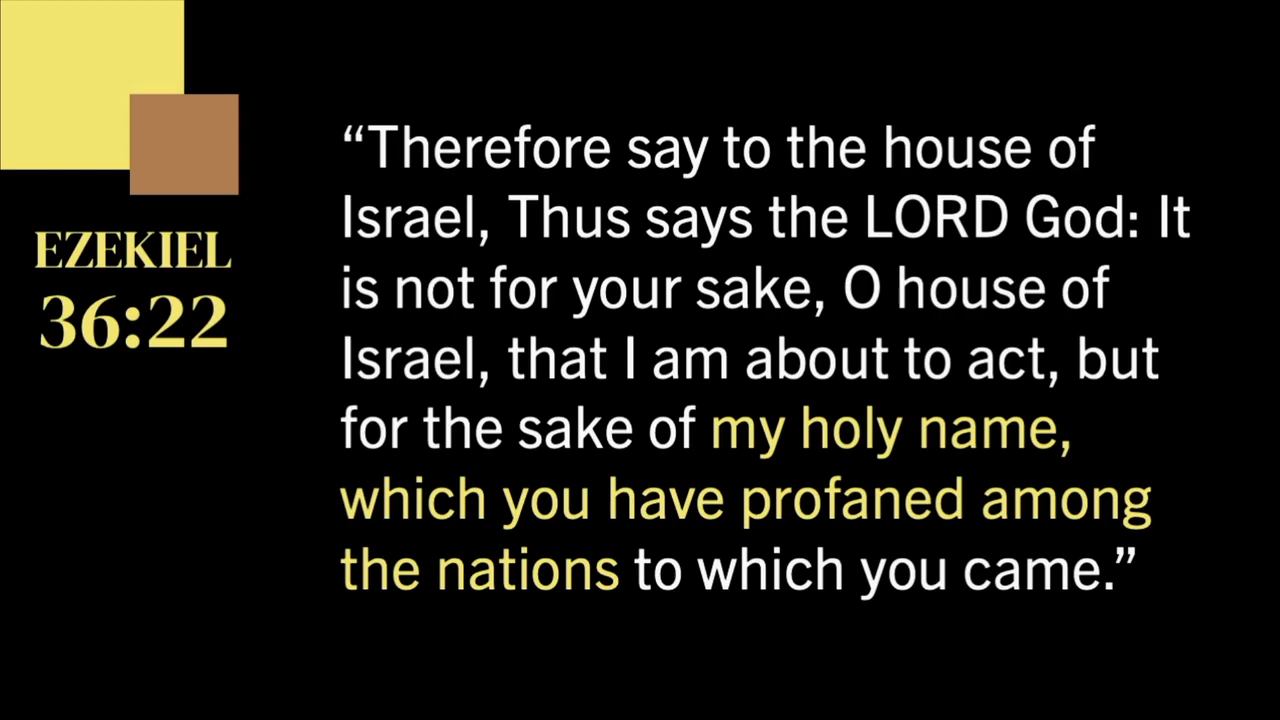 EZEKIEL
36:22
“Therefore say to the house of
Israel, Thus says the LORD God: It
is not for your sake, O house of
Israel, that I am about to act, but
for the sake of my holy name,
which you have profaned among
the nations to which you came.”